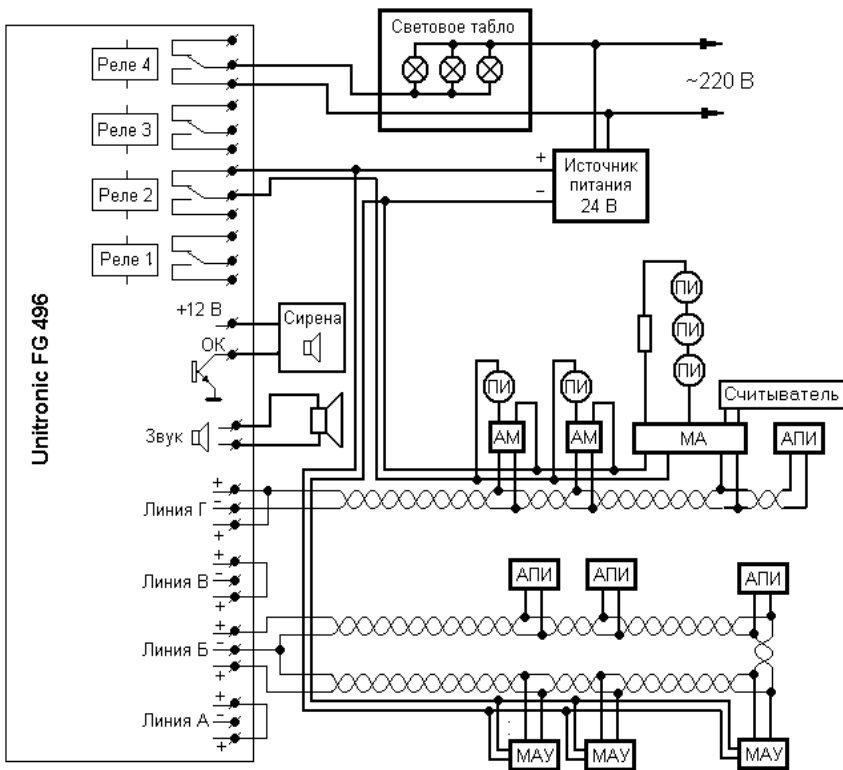 Световое табло
~220 В
Реле 4
Реле 3
Реле 2
Реле 1
+
−
Источник
питания
24 В
Unitronic FG 496
+12 В
Сирена
ОК
Звук
ПИ
ПИ
ПИ
ПИ
ПИ
Считыватель
АМ
АМ
МА
АПИ
+
Линия Г −
+
+
Линия В −
+
+
Линия Б −
+
+
Линия А −
+
АПИ
АПИ
АПИ
МАУ
МАУ
МАУ